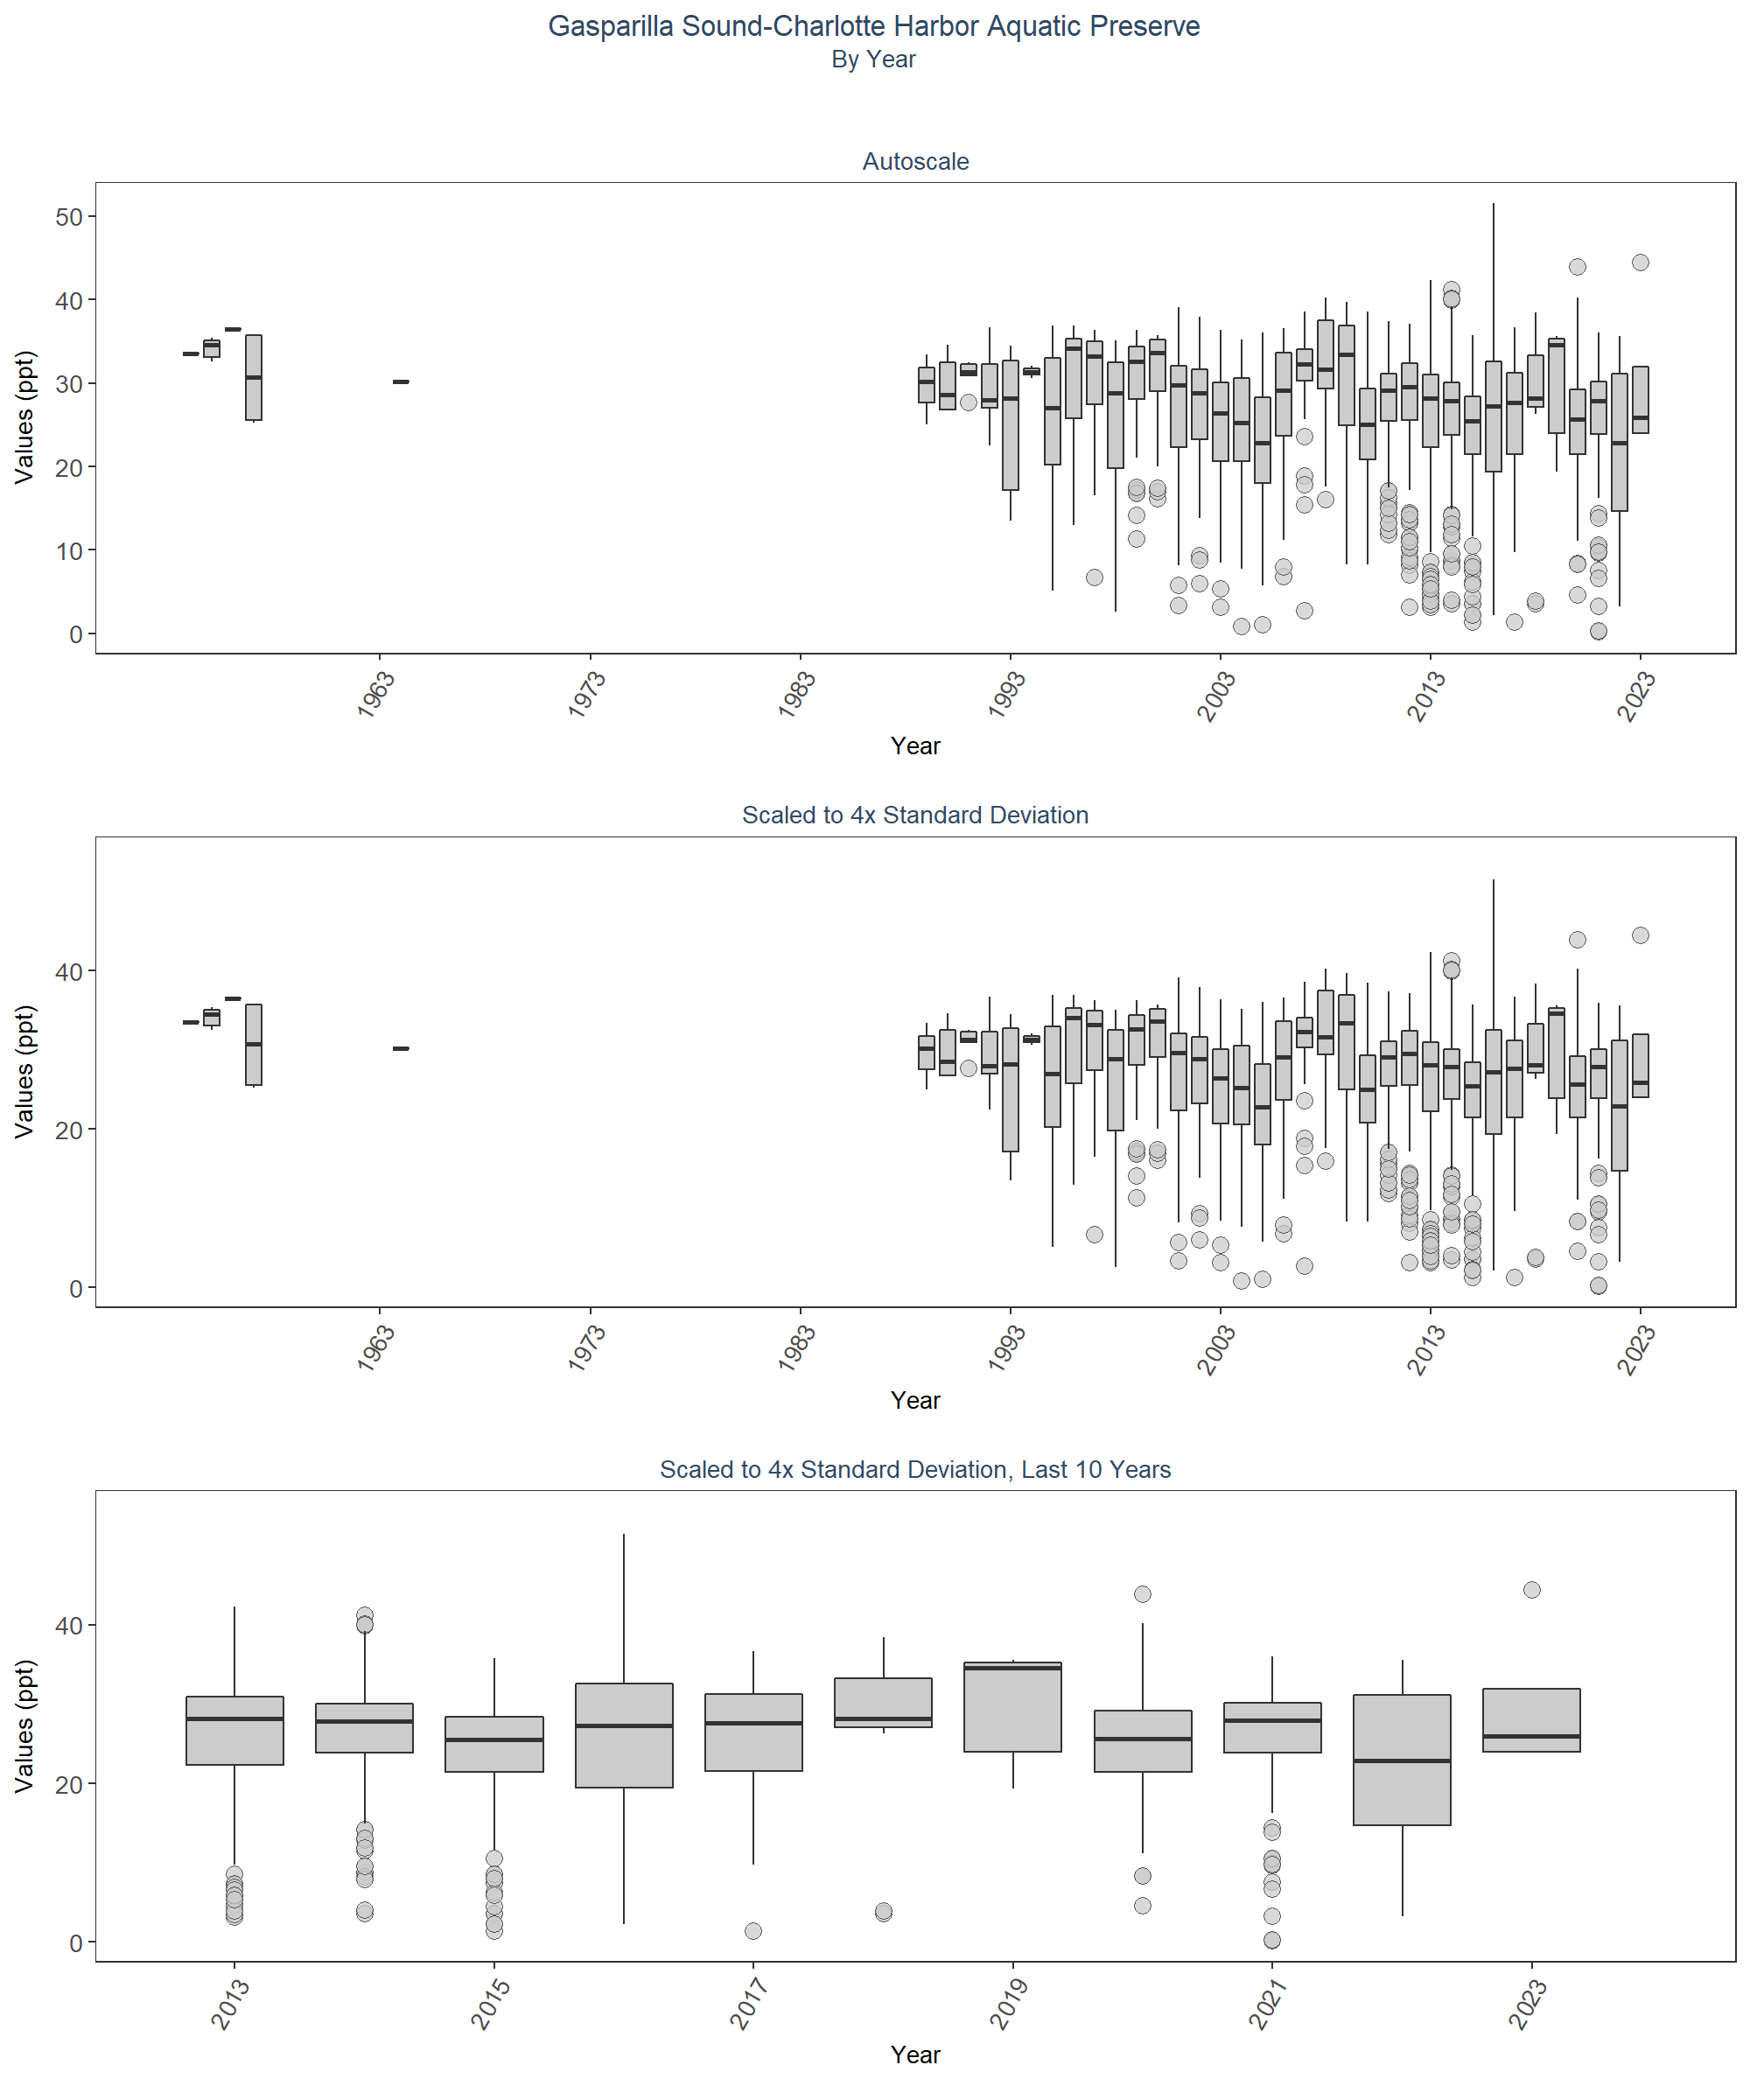 Gasparilla Sound-Charlotte Harbor Aquatic Preserve
By Year
Autoscale
Values (ppt)
50
40
30
20
10
0
1963
1973
1983
1993
2003
2013
2023
Year
Scaled to 4x Standard Deviation
Values (ppt)
40
20
0
1963
1973
1983
1993
2003
2013
2023
Year
Scaled to 4x Standard Deviation, Last 10 Years
Values (ppt)
40
20
0
2013
2015
2017
2019
2021
2023
Year